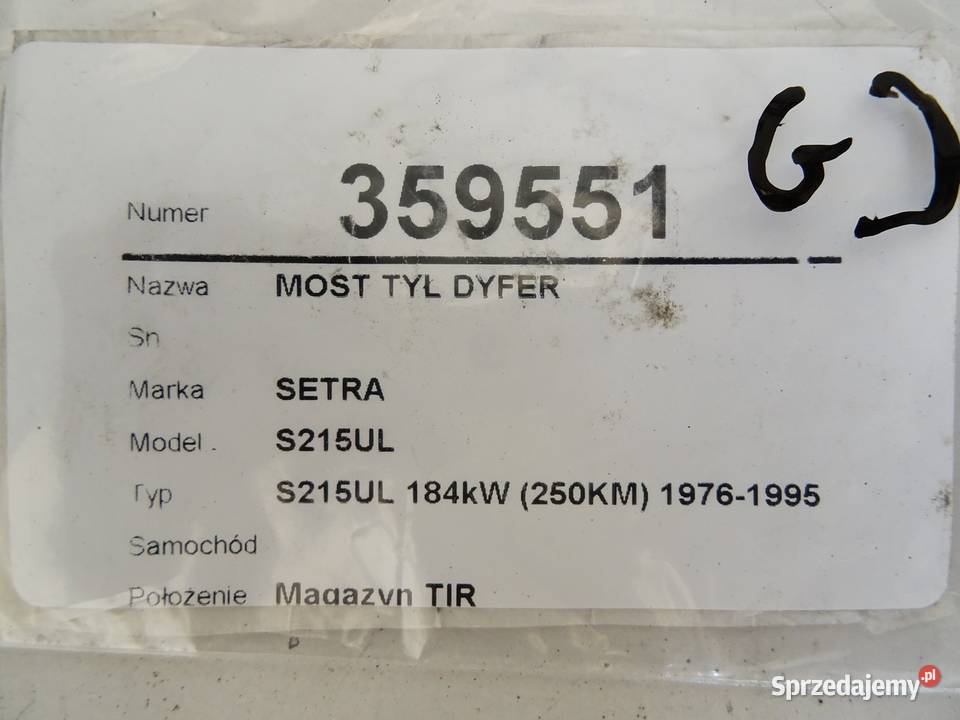 G)
Numer 359551
Nazwa MOST TYŁ DYFER
Sn
Marka SETRA
Model S215UL
Typ S215UL 184kW (250KM) 1976-1995
Samochód
Położenie Magazyn TIR
Sprzedajemy.pl